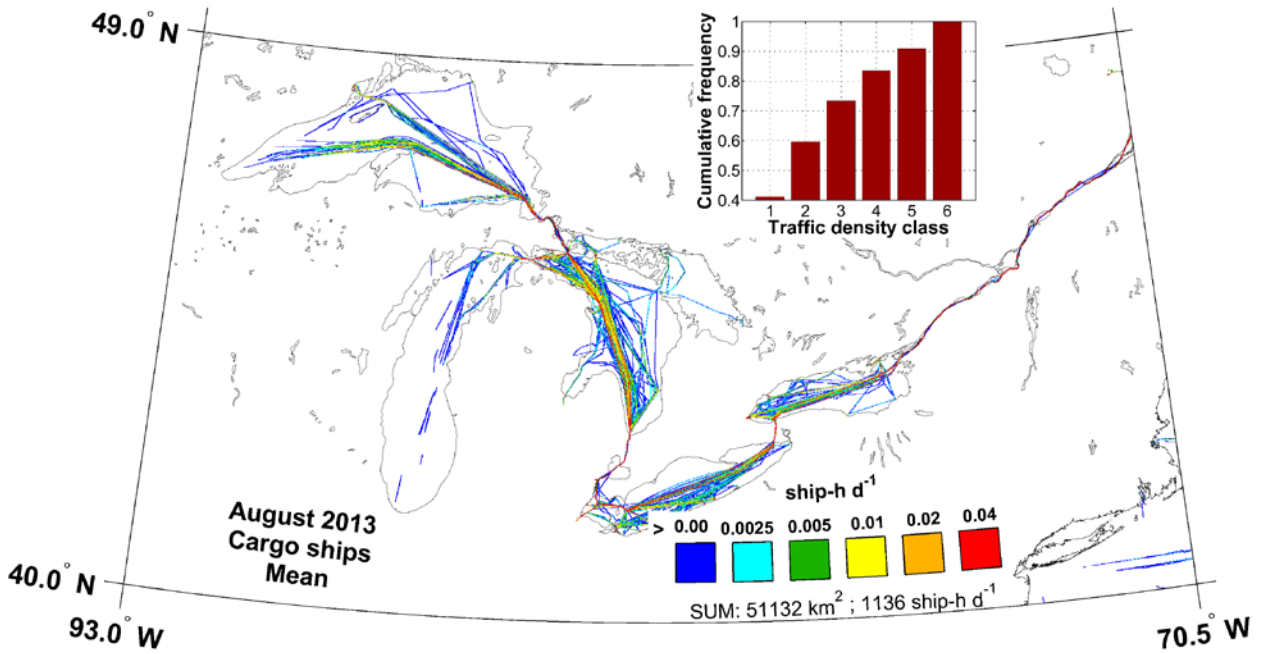 49.0° N
1
0.9
0.8
0.7
0.6
0.5
0.4
Cumulative frequency
1 2 3 4 5 6
Traffic density class
August 2013
Cargo ships
Mean
ship-h d⁻¹
> 0.00 0.0025 0.005 0.01 0.02 0.04
SUM: 51132 km² ; 1136 ship-h d⁻¹
40.0° N
93.0° W
70.5° W